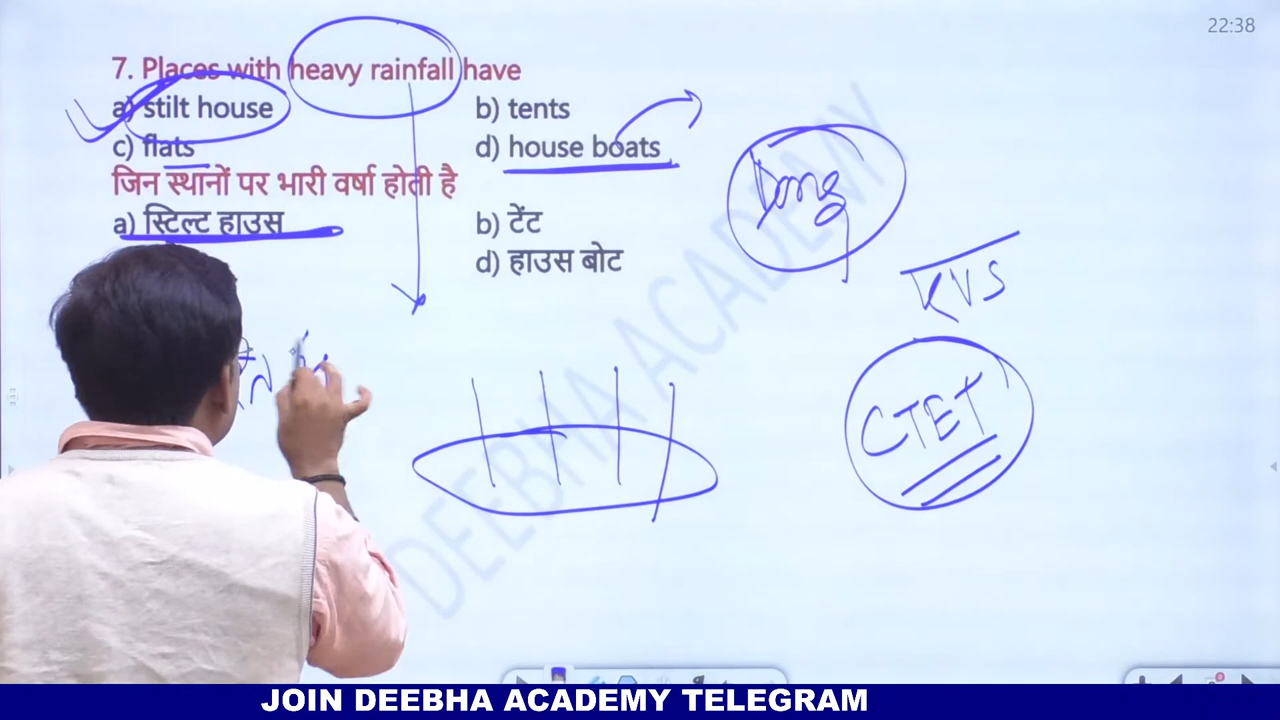 22:38
7. Places with heavy rainfall have
a) stilt house b) tents
c) flats d) house boats
जिन स्थानों पर भारी वर्षा होती है
a) स्टिल्ट हाउस b) टेंट
d) हाउस बोट
KVS
CTET
DEEBHA ACADEMY
JOIN DEEBHA ACADEMY TELEGRAM